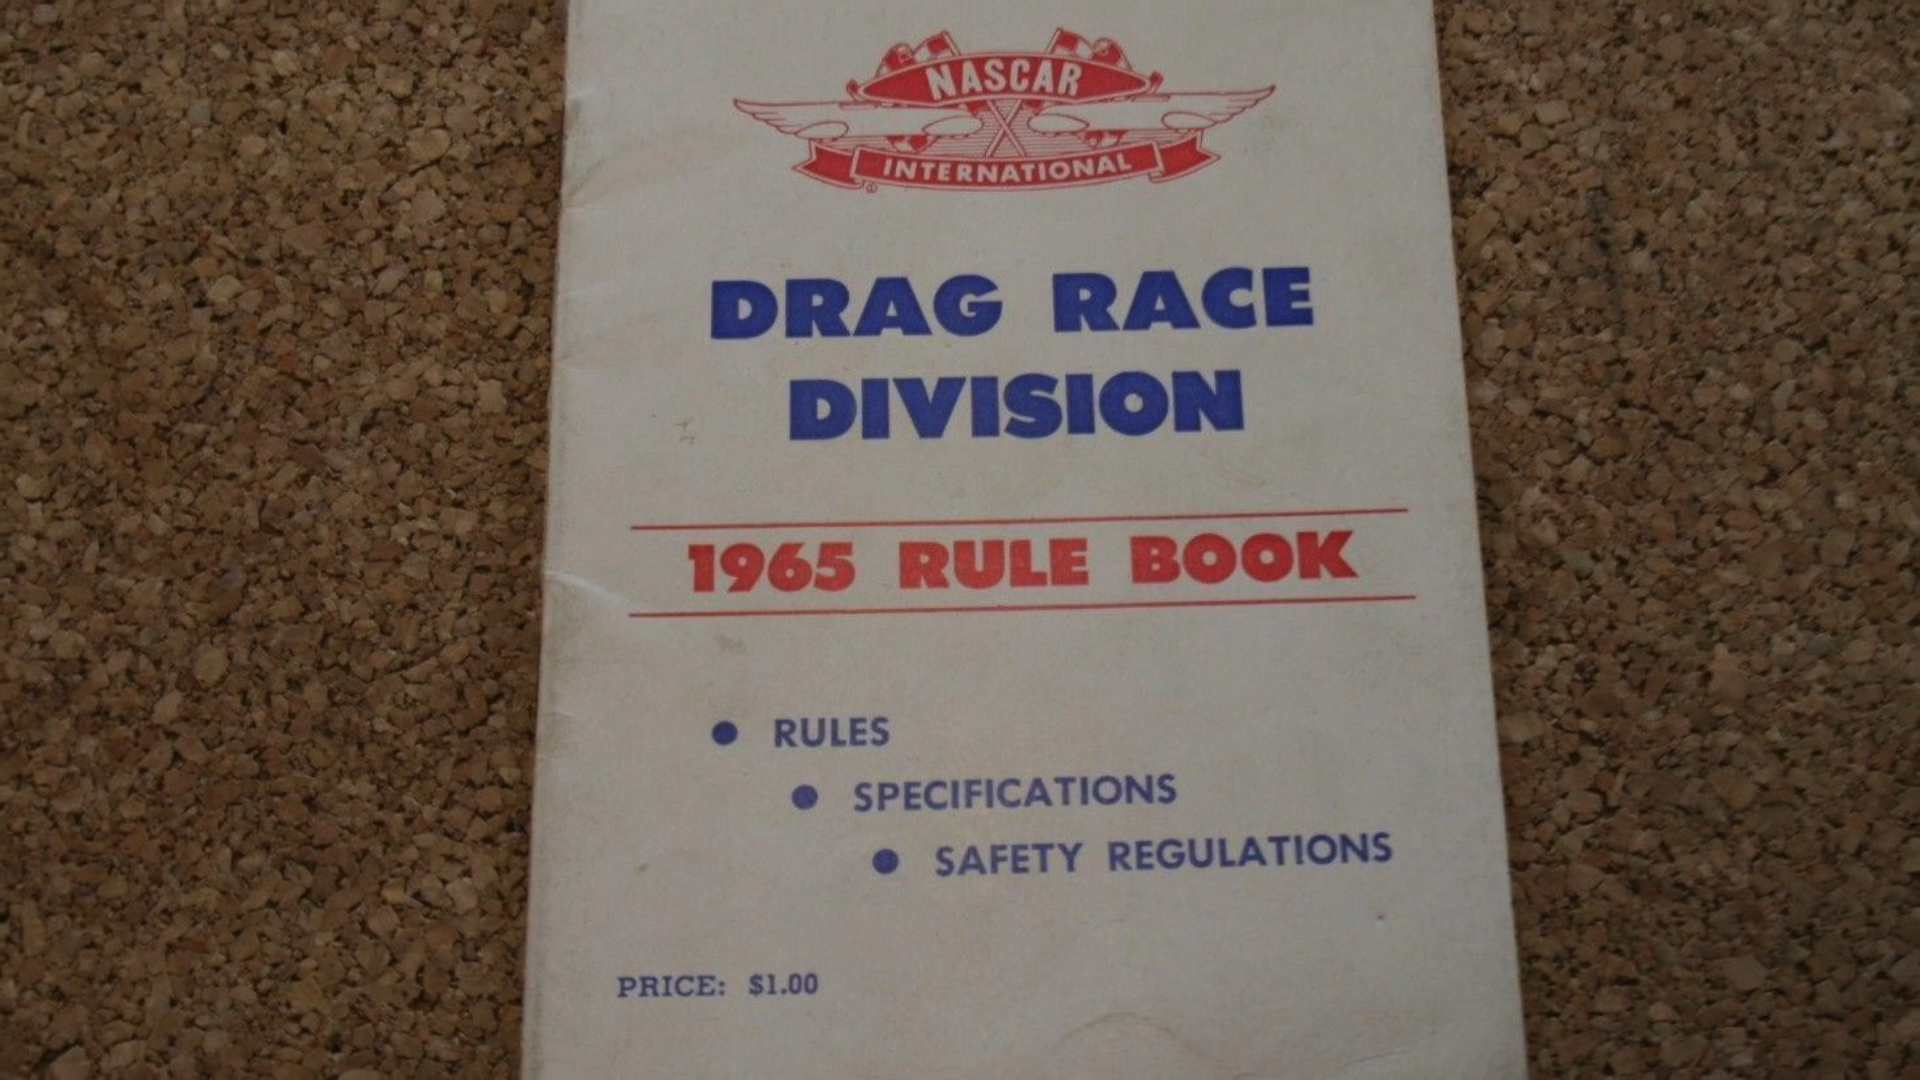 NASCAR
INTERNATIONAL
®
DRAG RACE
DIVISION
1965 RULE BOOK
● RULES
● SPECIFICATIONS
● SAFETY REGULATIONS
PRICE: $1.00